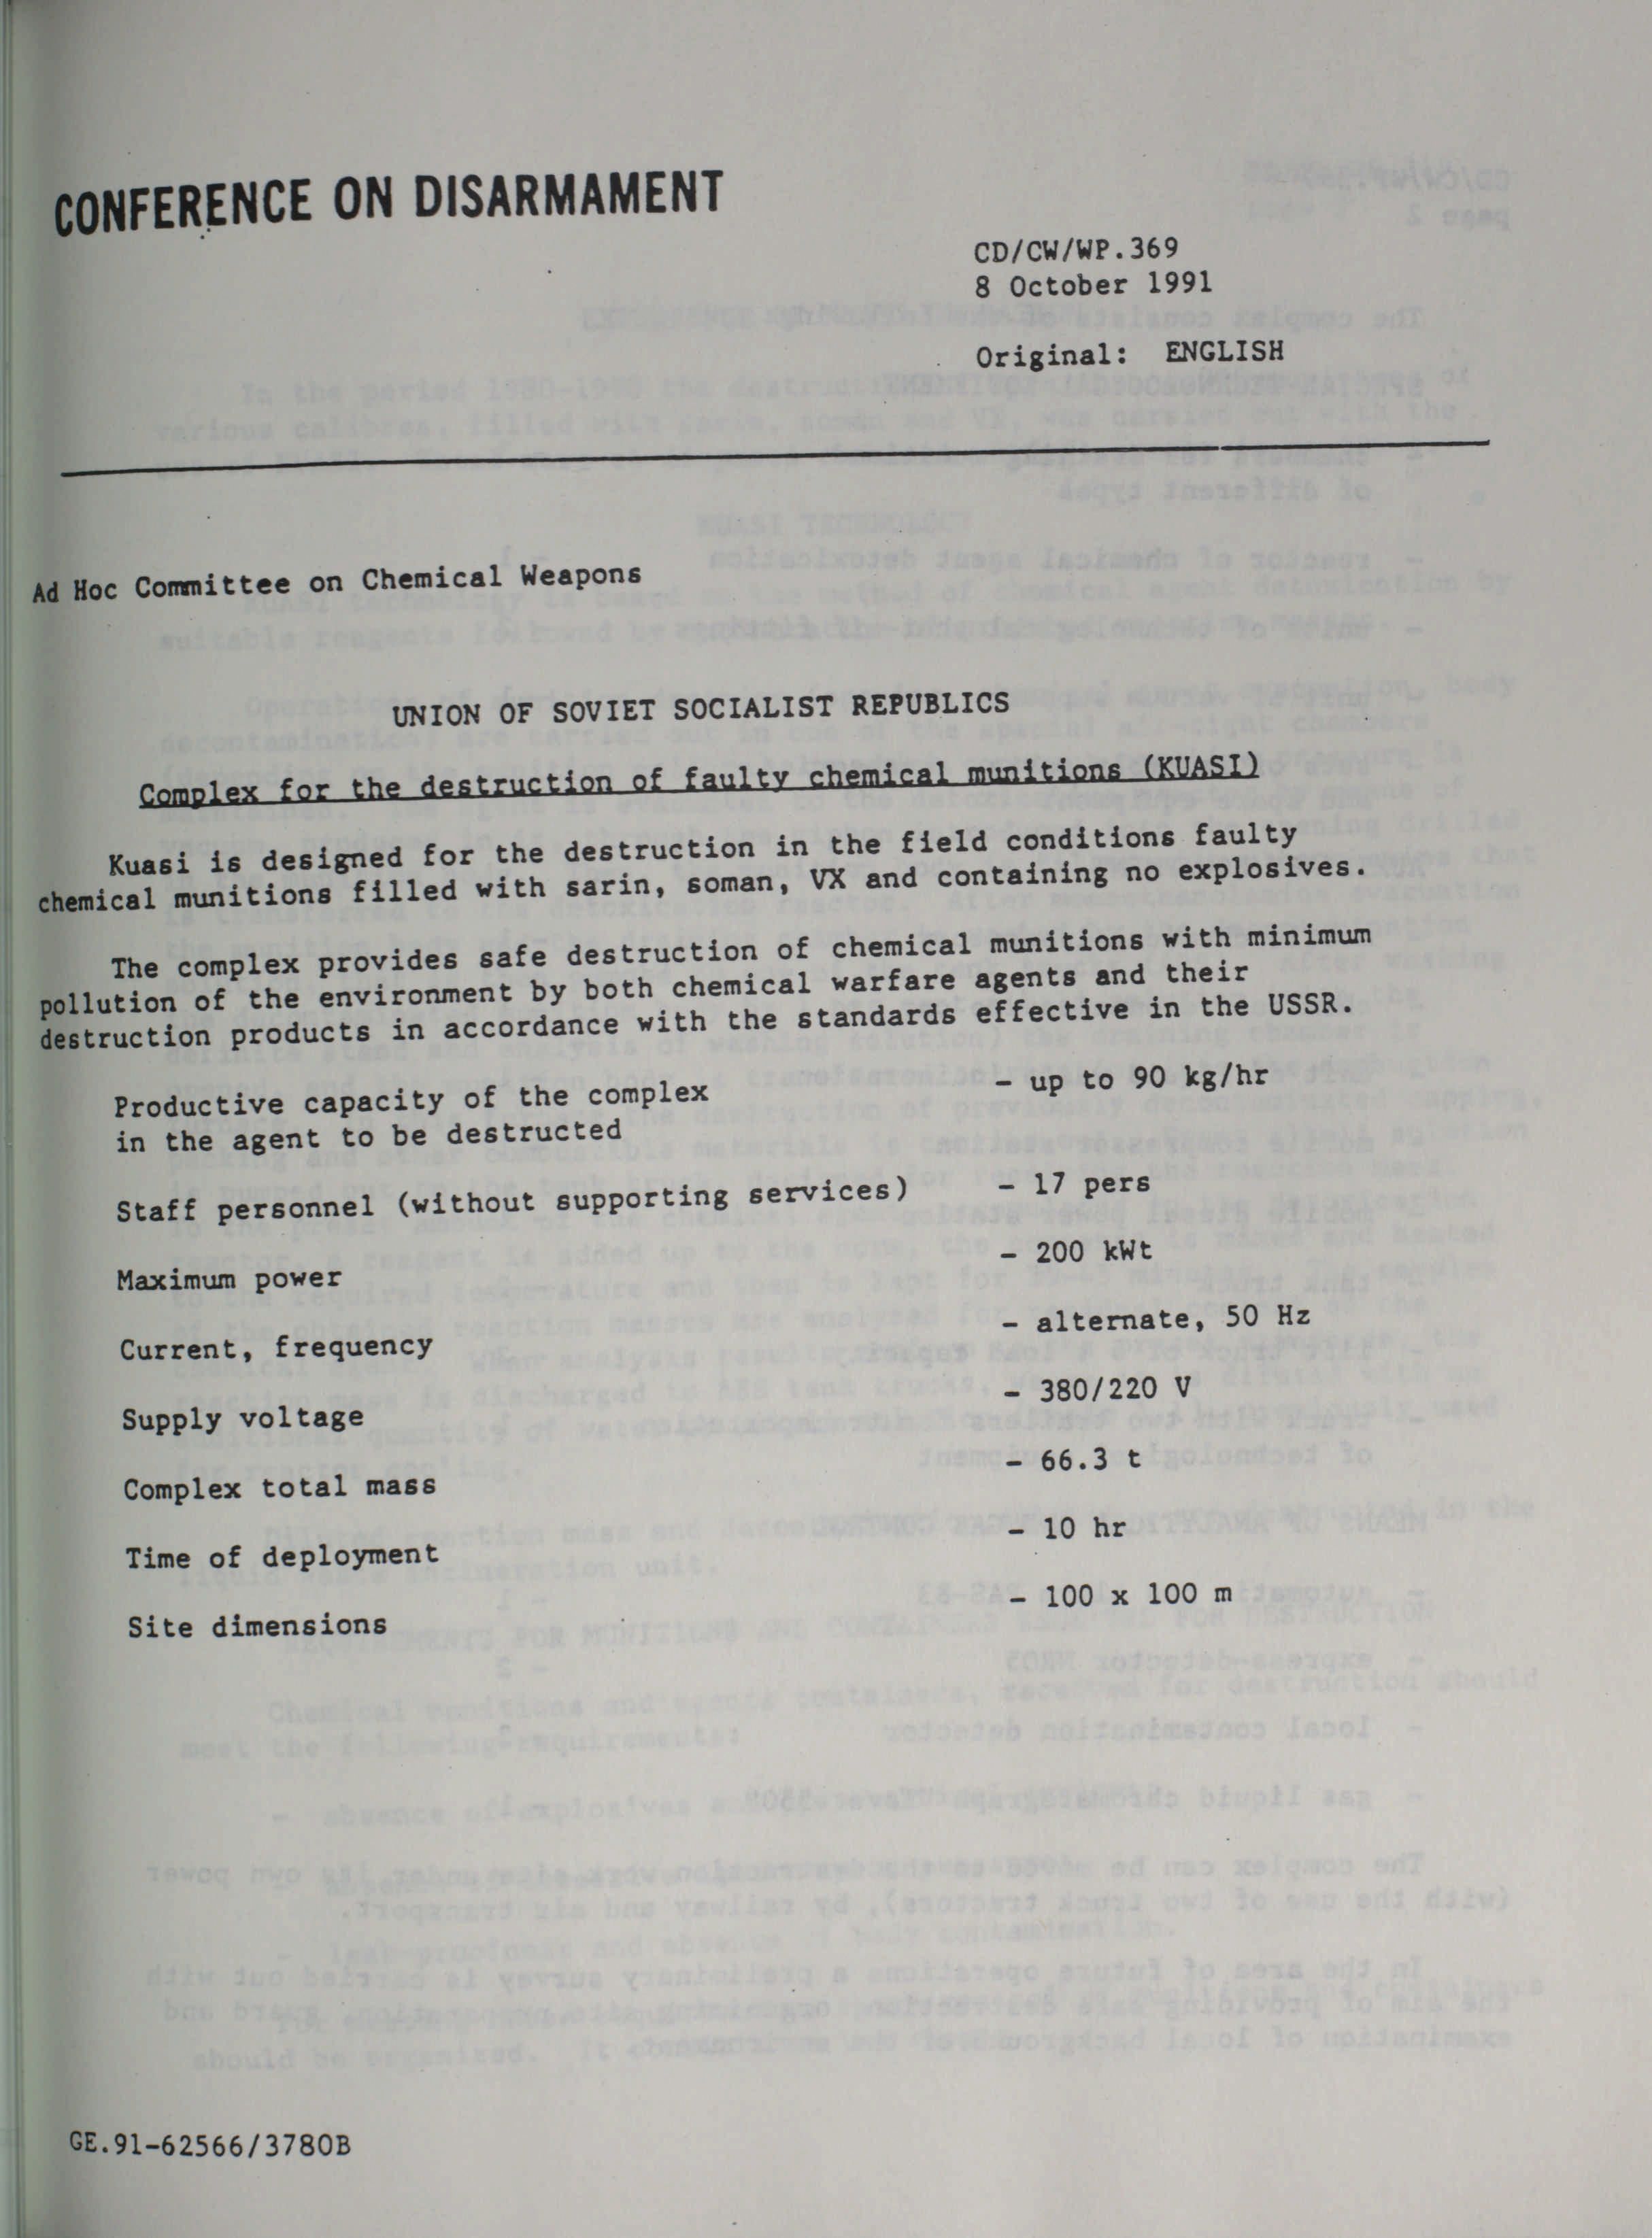 CONFERENCE ON DISARMAMENT
CD/CW/WP.369
8 October 1991
Original: ENGLISH
Ad Hoc Committee on Chemical Weapons
UNION OF SOVIET SOCIALIST REPUBLICS
Complex for the destruction of faulty chemical munitions (KUASI)
Kuasi is designed for the destruction in the field conditions faulty
chemical munitions filled with sarin, soman, VX and containing no explosives.
The complex provides safe destruction of chemical munitions with minimum
pollution of the environment by both chemical warfare agents and their
destruction products in accordance with the standards effective in the USSR.
Productive capacity of the complex - up to 90 kg/hr
in the agent to be destructed
Staff personnel (without supporting services) - 17 pers
Maximum power - 200 kWt
Current, frequency - alternate, 50 Hz
Supply voltage - 380/220 V
Complex total mass - 66.3 t
Time of deployment - 10 hr
Site dimensions - 100 x 100 m
GE.91-62566/3780B